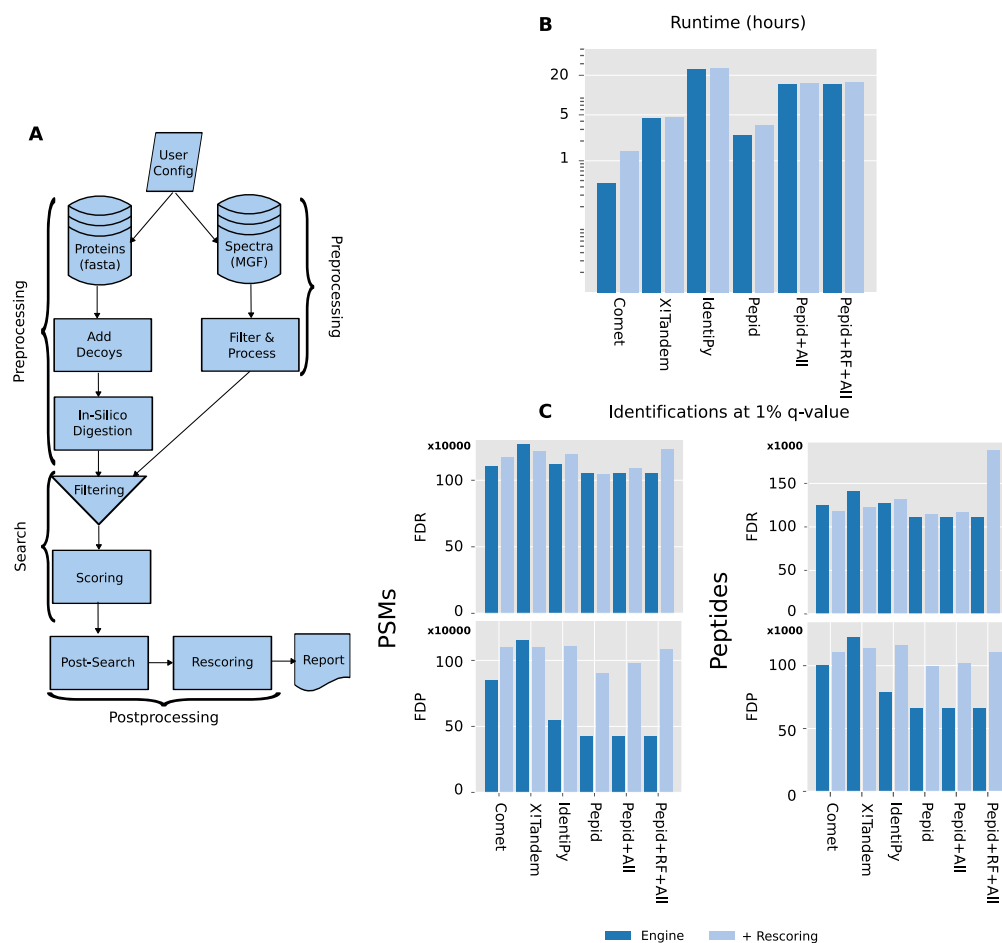 A
User
Config
Proteins
(fasta)
Spectra
(MGF)
Preprocessing
Preprocessing
Add
Decoys
Filter &
Process
In-Silico
Digestion
Filtering
Search
Scoring
Post-Search
Rescoring
Report
Postprocessing
B
Runtime (hours)
20
5
1
Comet
X!Tandem
IdentiPy
Pepid
Pepid+All
Pepid+RF+All
C
Identifications at 1% q-value
PSMs
x10000
FDR
100
50
0
x10000
FDP
100
50
0
Comet
X!Tandem
IdentiPy
Pepid
Pepid+All
Pepid+RF+All
Peptides
x1000
FDR
150
100
50
0
x1000
FDP
100
50
0
Comet
X!Tandem
IdentiPy
Pepid
Pepid+All
Pepid+RF+All
Engine
+ Rescoring